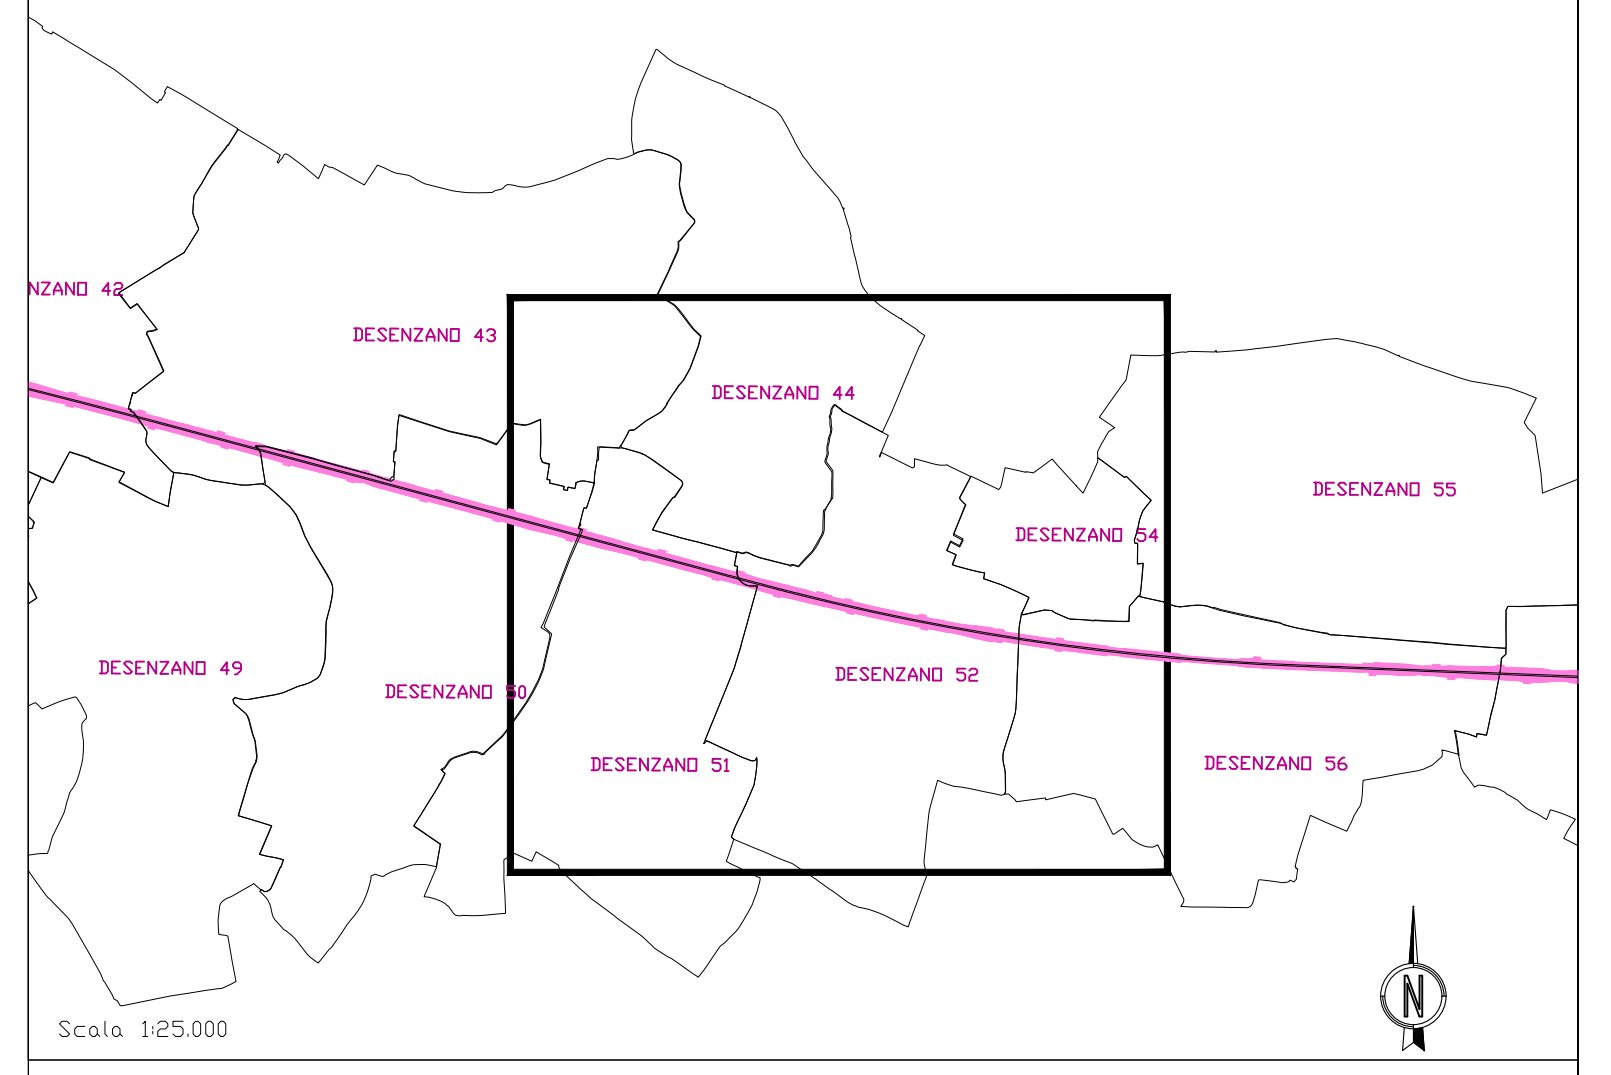 NZANO 42
DESENZANO 43
DESENZANO 44
DESENZANO 55
DESENZANO 54
DESENZANO 49
DESENZANO 50
DESENZANO 52
DESENZANO 51
DESENZANO 56
N
Scala 1:25.000